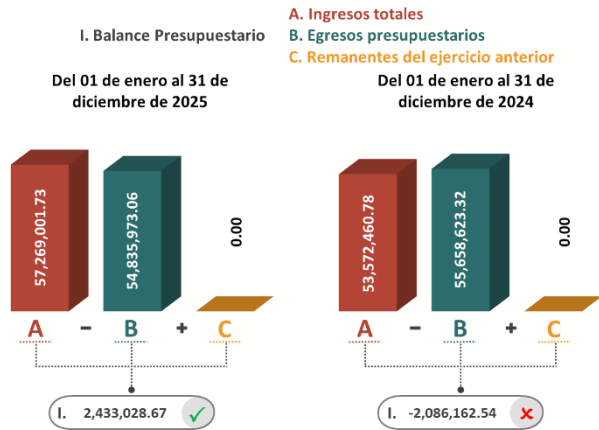 A. Ingresos totales
I. Balance Presupuestario
B. Egresos presupuestarios
C. Remanentes del ejercicio anterior
Del 01 de enero al 31 de
diciembre de 2025
57,269,001.73
54,835,973.06
0.00
A - B + C
I. 2,433,028.67 ✓
Del 01 de enero al 31 de
diciembre de 2024
53,572,460.78
55,658,623.32
0.00
A - B + C
I. -2,086,162.54 ✗